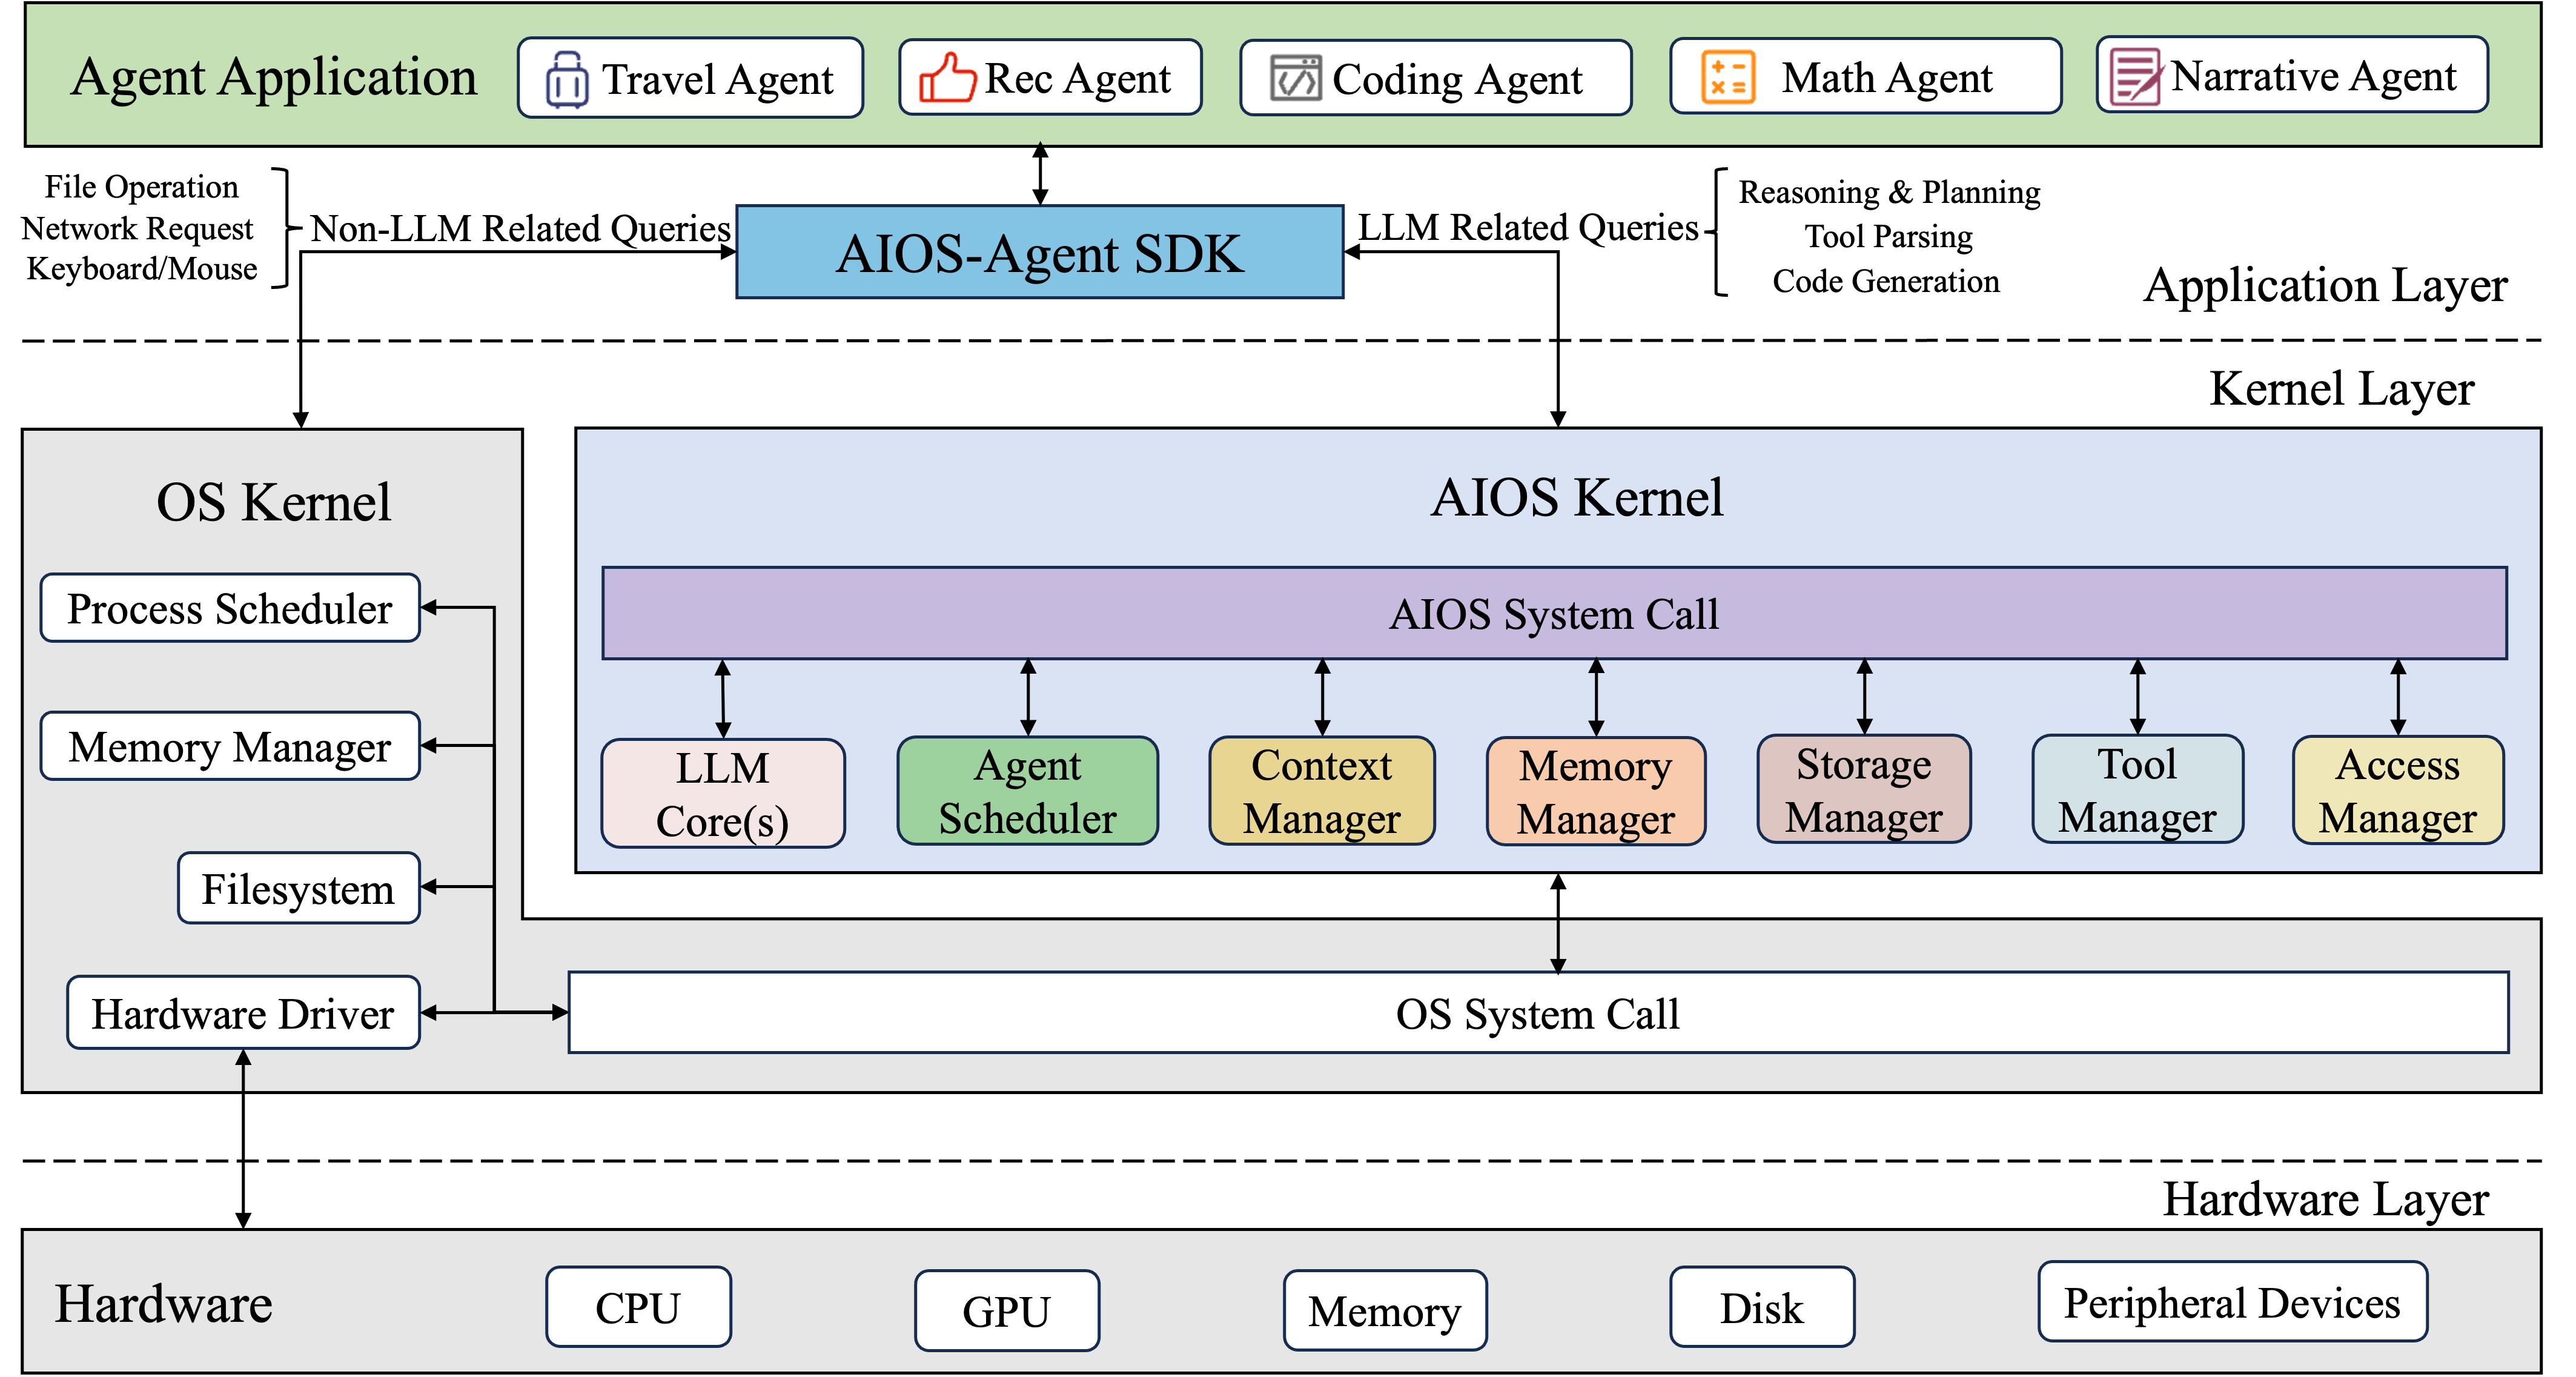 Agent Application
Travel Agent
Rec Agent
Coding Agent
Math Agent
Narrative Agent
File Operation
Network Request
Keyboard/Mouse
Non-LLM Related Queries
AIOS-Agent SDK
LLM Related Queries
Reasoning & Planning
Tool Parsing
Code Generation
Application Layer
Kernel Layer
OS Kernel
Process Scheduler
Memory Manager
Filesystem
Hardware Driver
AIOS Kernel
AIOS System Call
LLM
Core(s)
Agent
Scheduler
Context
Manager
Memory
Manager
Storage
Manager
Tool
Manager
Access
Manager
OS System Call
Hardware Layer
Hardware
CPU
GPU
Memory
Disk
Peripheral Devices